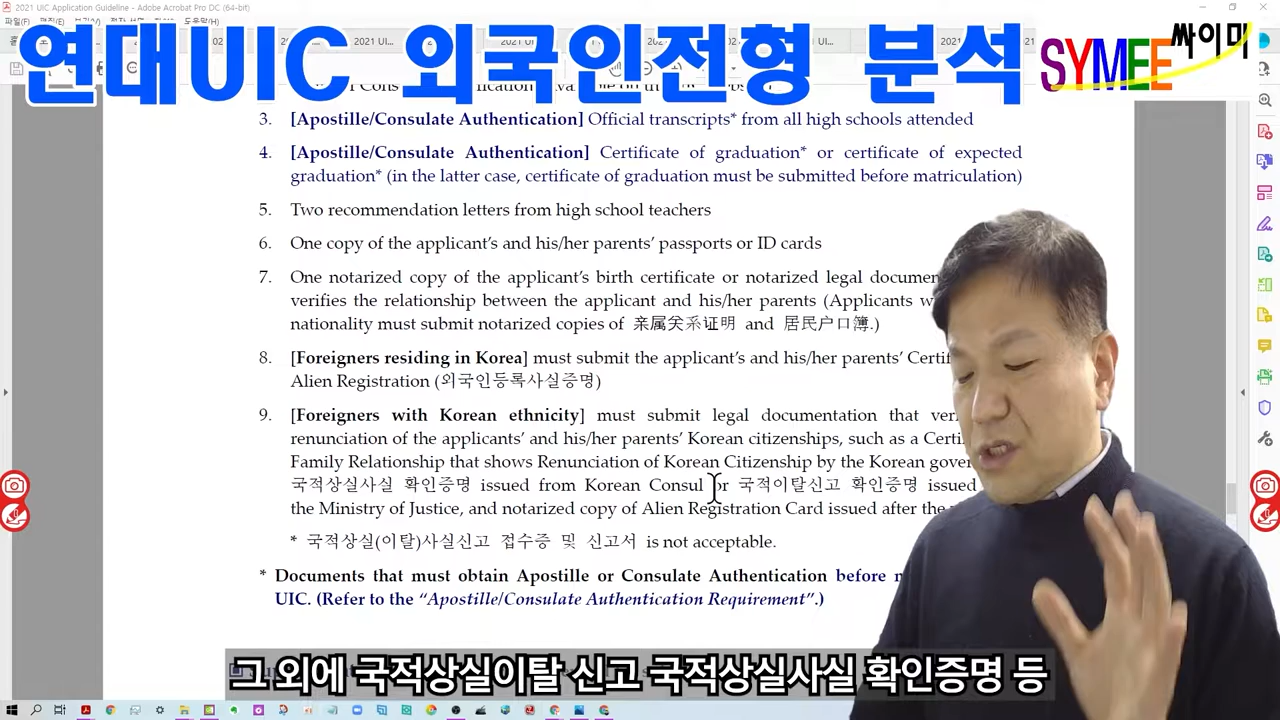 2021 UIC Application Guideline - Adobe Acrobat Pro DC (64-bit)
연대UIC 외국인전형 분석
SYMEE 싸이미
3. [Apostille/Consulate Authentication] Official transcripts* from all high schools attended
4. [Apostille/Consulate Authentication] Certificate of graduation* or certificate of expected
graduation* (in the latter case, certificate of graduation must be submitted before matriculation)
5. Two recommendation letters from high school teachers
6. One copy of the applicant's and his/her parents' passports or ID cards
7. One notarized copy of the applicant's birth certificate or notarized legal
verifies the relationship between the applicant and his/her parents (Applicants
nationality must submit notarized copies of 亲属关系证明 and 居民户口簿.)
8. [Foreigners residing in Korea] must submit the applicant's and his/her parents'
Alien Registration (외국인등록사실증명)
9. [Foreigners with Korean ethnicity] must submit legal documentation that
renunciation of the applicants' and his/her parents' Korean citizenships, such as a
Family Relationship that shows Renunciation of Korean Citizenship by the Korean
국적상실사실 확인증명 issued from Korean Consul or 국적이탈신고 확인증명 issued
the Ministry of Justice, and notarized copy of Alien Registration Card issued after the
* 국적상실(이탈)사실신고 접수증 및 신고서 is not acceptable.
* Documents that must obtain Apostille or Consulate Authentication before
UIC. (Refer to the "Apostille/Consulate Authentication Requirement".)
그 외에 국적상실이탈 신고 국적상실사실 확인증명 등